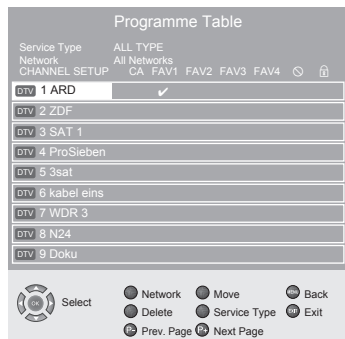 Programme Table
Service Type ALL TYPE
Network All Networks
CHANNEL SETUP CA FAV1 FAV2 FAV3 FAV4
DTV 1 ARD
DTV 2 ZDF
DTV 3 SAT 1
DTV 4 ProSieben
DTV 5 3sat
DTV 6 kabel eins
DTV 7 WDR 3
DTV 8 N24
DTV 9 Doku
OK Select Network Move MENU Back
Delete Service Type EXIT Exit
P- Prev. Page P+ Next Page